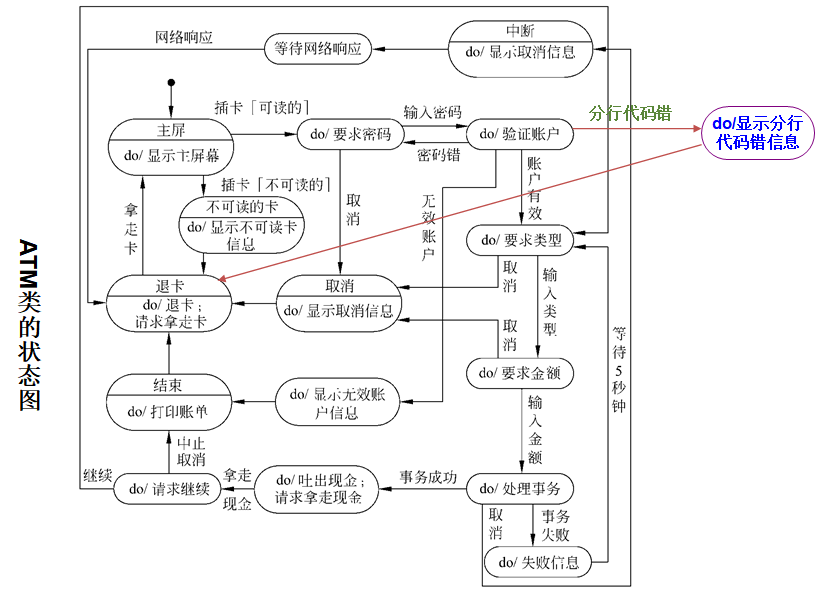 网络响应
等待网络响应
中断
do/ 显示取消信息
插卡「可读的⌉
输入密码
分行代码错
do/显示分行
代码错信息
主屏
do/ 显示主屏幕
do/ 要求密码
do/ 验证账户
密码错
插卡「不可读的⌉
拿走卡
不可读的卡
do/ 显示不可读卡
信息
取消
无效账户
账户有效
do/ 要求类型
ATM类的状态图
退卡
do/ 退卡；
请求拿走卡
取消
do/ 显示取消信息
取消
输入类型
取消
等待5秒钟
do/ 要求金额
结束
do/ 打印账单
do/ 显示无效账
户信息
输入金额
中止
取消
继续
do/ 请求继续
拿走
现金
do/ 吐出现金；
请求拿走现金
事务成功
do/ 处理事务
取消
事务
失败
do/ 失败信息